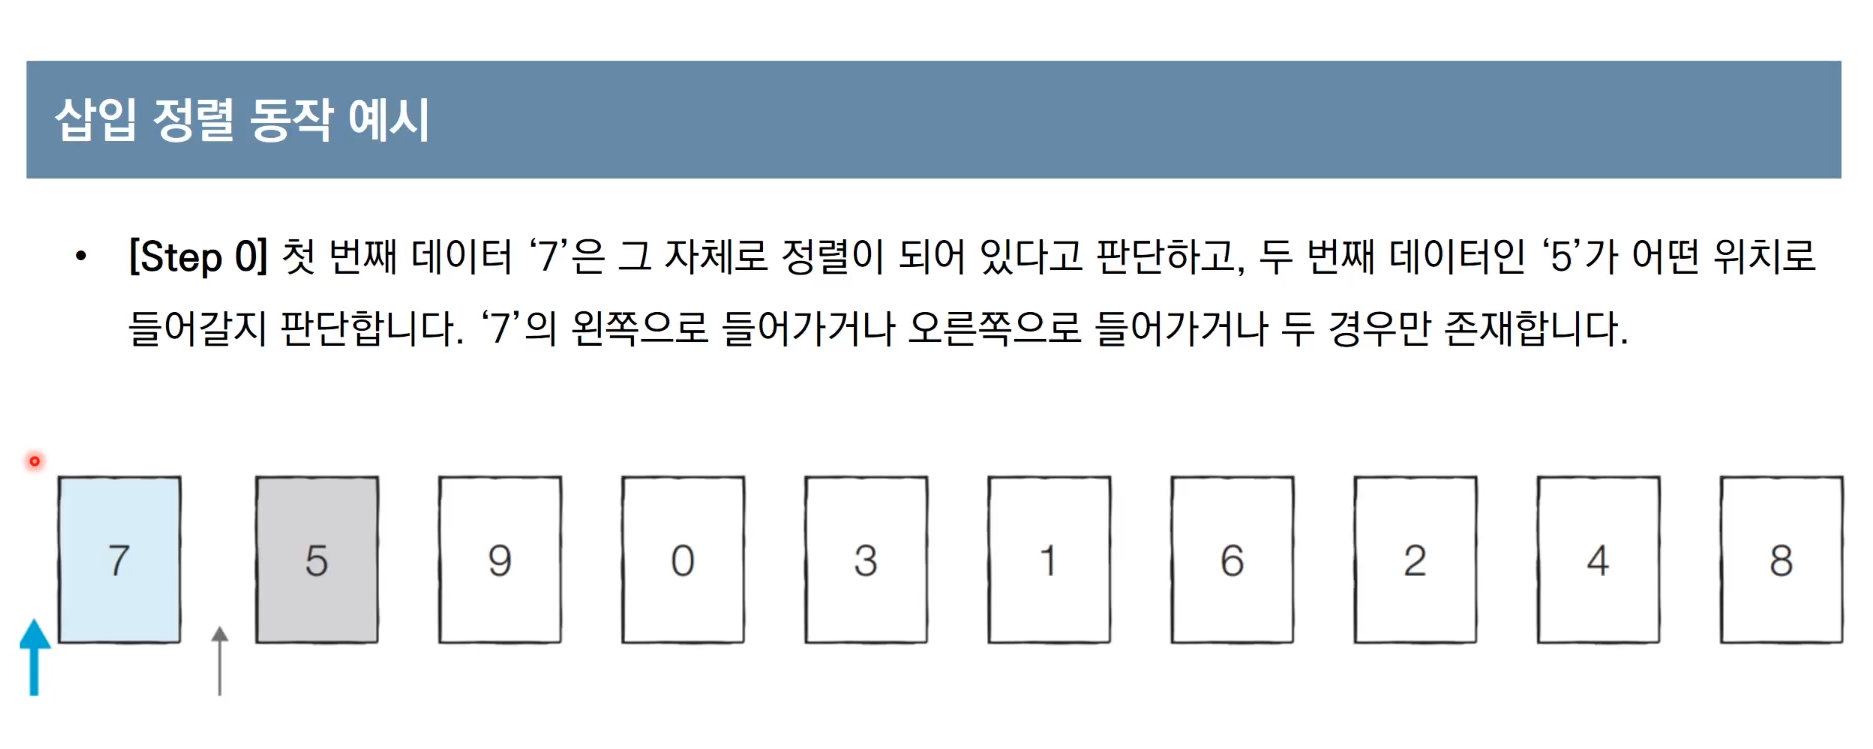 삽입 정렬 동작 예시
• [Step 0] 첫 번째 데이터 ‘7’은 그 자체로 정렬이 되어 있다고 판단하고, 두 번째 데이터인 ‘5’가 어떤 위치로
들어갈지 판단합니다. ‘7’의 왼쪽으로 들어가거나 오른쪽으로 들어가거나 두 경우만 존재합니다.
7 5 9 0 3 1 6 2 4 8